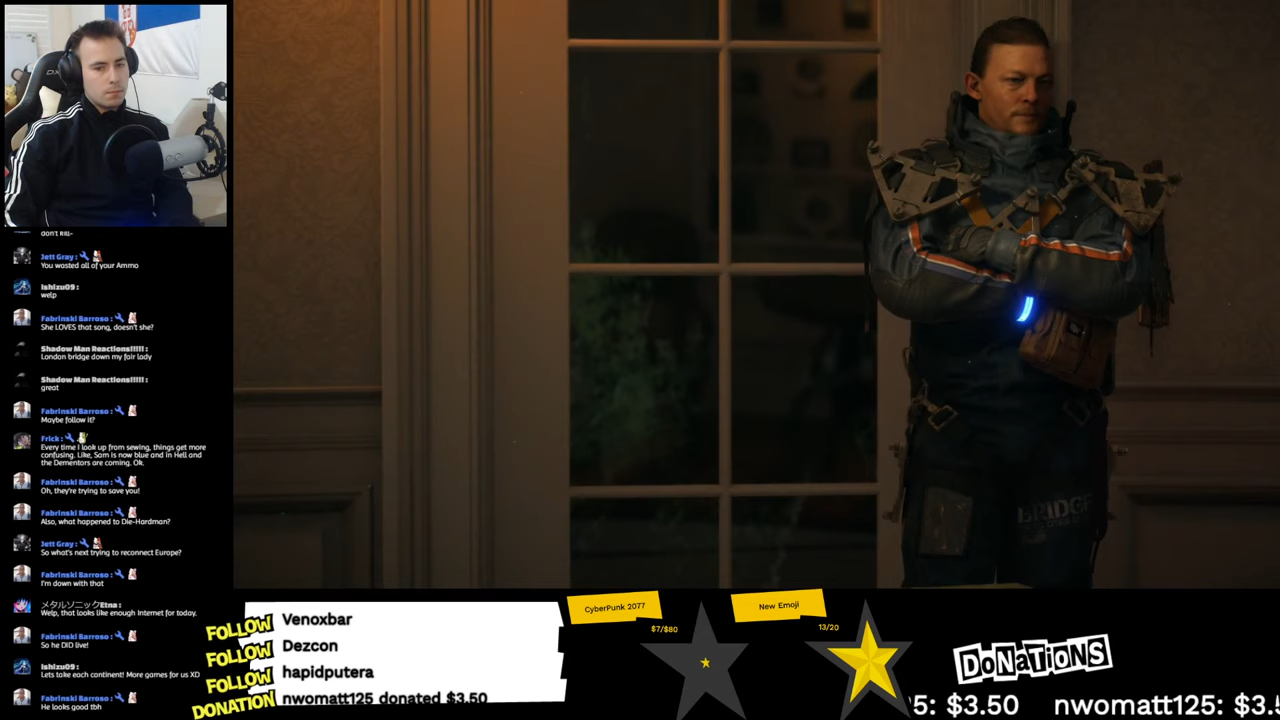 don't kill-
Jett Gray :
You wasted all of your Ammo
Ishizu09 :
welp
Fabrinski Barroso :
She LOVES that song, doesn't she?
Shadow Man Reactions!!!!! :
London bridge down my fair lady
Shadow Man Reactions!!!!! :
great
Fabrinski Barroso :
Maybe follow it?
Frick :
Every time I look up from sewing, things get more
confusing. Like, Sam is now blue and in Hell and
the Dementors are coming. Ok.
Fabrinski Barroso :
Oh, they're trying to save you!
Fabrinski Barroso :
Also, what happened to Die-Hardman?
Jett Gray :
So what's next trying to reconnect Europe?
Fabrinski Barroso :
I'm down with that
メタルソニックEtna :
Welp, that looks like enough Internet for today.
Fabrinski Barroso :
So he DID live!
Ishizu09 :
Lets take each continent! More games for us XD
Fabrinski Barroso :
He looks good tbh
BRIDGE
FOLLOW Venoxbar
FOLLOW Dezcon
FOLLOW hapidputera
DONATION nwomatt125 donated $3.50
CyberPunk 2077
$7/$80
New Emoji
13/20
DONATIONS
5: $3.50 nwomatt125: $3.5